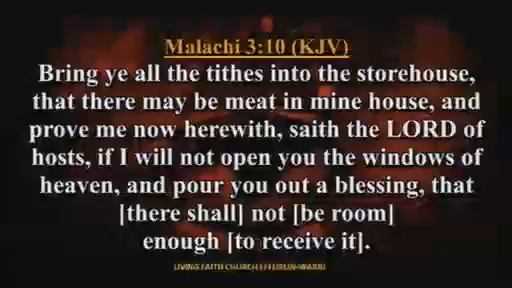 Malachi 3:10 (KJV)
Bring ye all the tithes into the storehouse,
that there may be meat in mine house, and
prove me now herewith, saith the LORD of
hosts, if I will not open you the windows of
heaven, and pour you out a blessing, that
[there shall] not [be room]
enough [to receive it].
LIVING FAITH CHURCH EFFURUN-WARRI